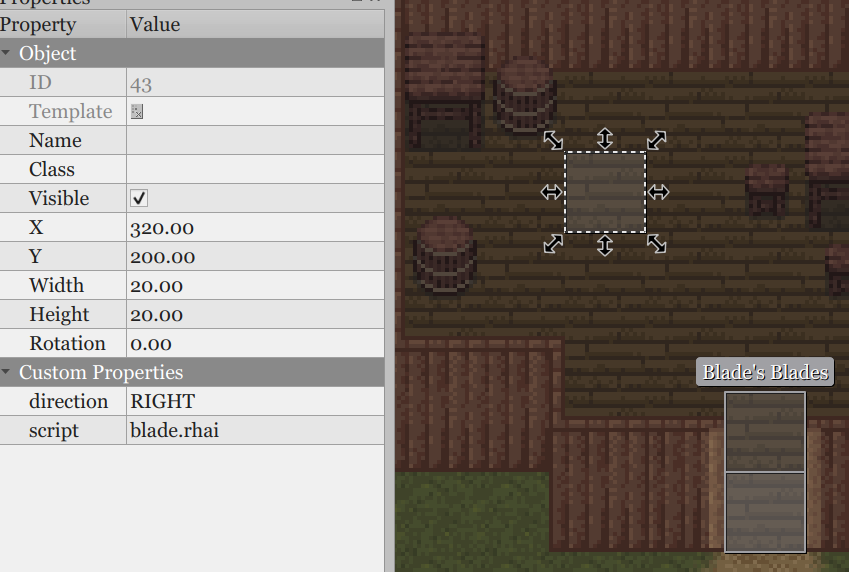 Properties
Property Value
Object
ID 43
Template
Name
Class
Visible
X 320.00
Y 200.00
Width 20.00
Height 20.00
Rotation 0.00
Custom Properties
direction RIGHT
script blade.rhai
Blade's Blades